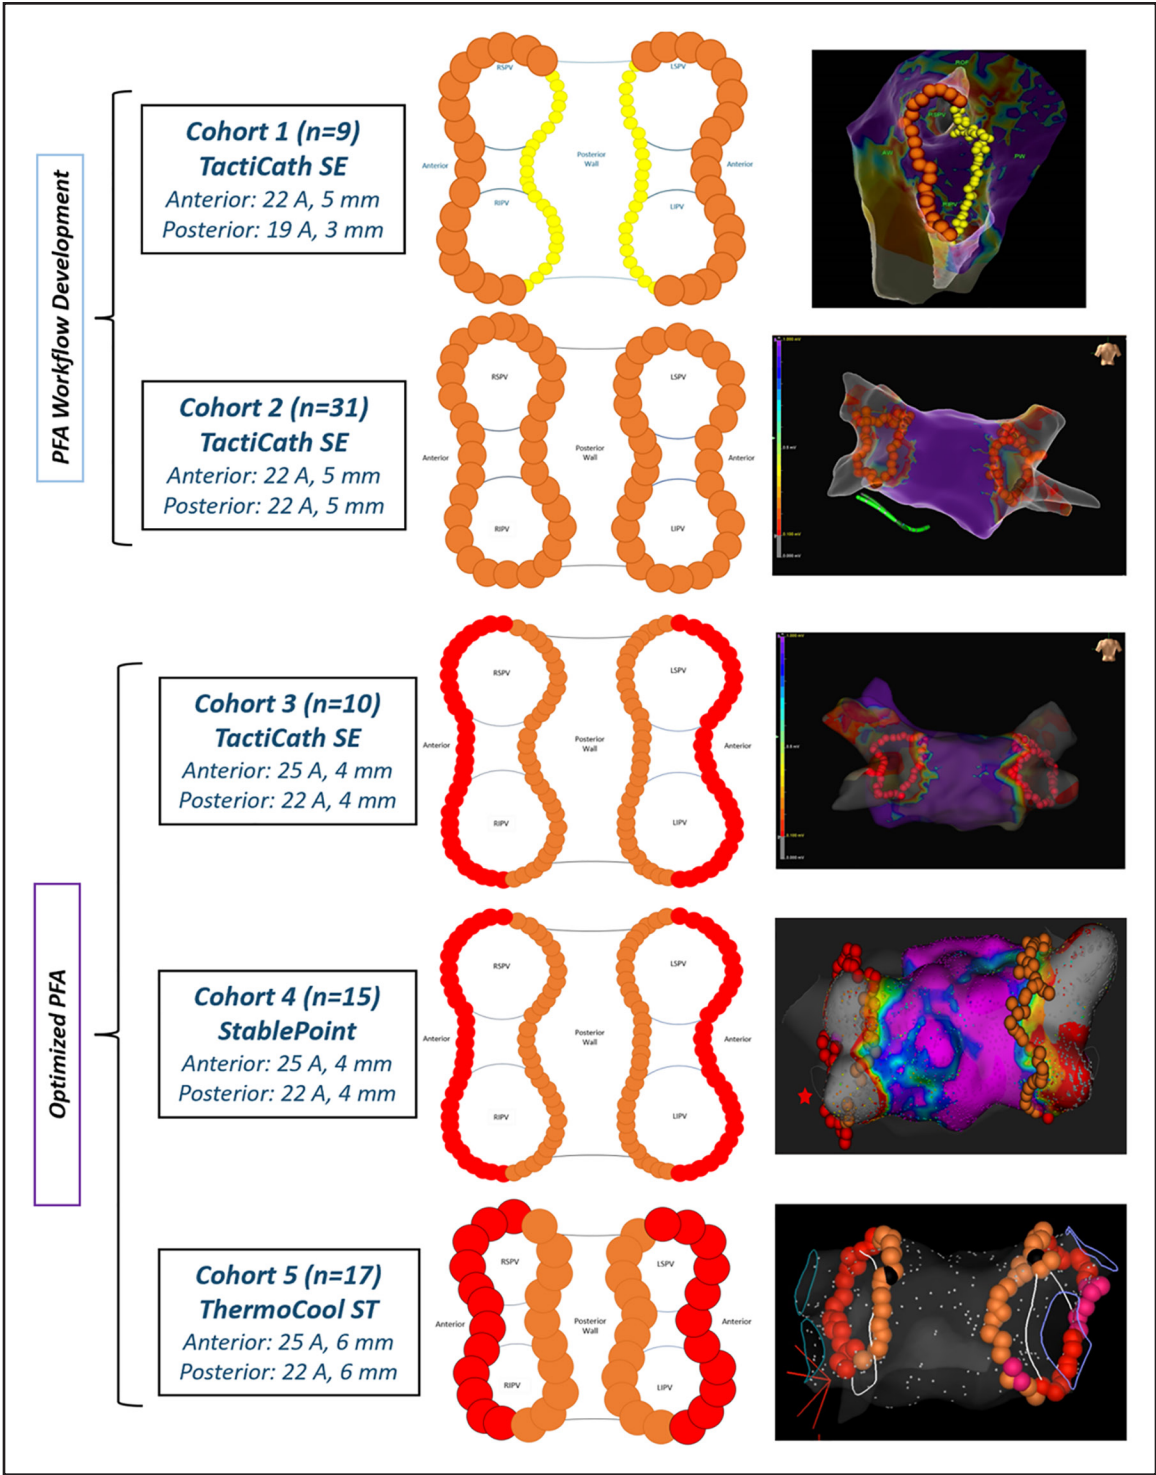 PFA Workflow Development
Cohort 1 (n=9)
TactiCath SE
Anterior: 22 A, 5 mm
Posterior: 19 A, 3 mm
RSPV
LSPV
Anterior
Posterior
Wall
Anterior
RIPV
LIPV
ROP
PW
Cohort 2 (n=31)
TactiCath SE
Anterior: 22 A, 5 mm
Posterior: 22 A, 5 mm
RSPV
LSPV
Anterior
Posterior
Wall
Anterior
RIPV
LIPV
Optimized PFA
Cohort 3 (n=10)
TactiCath SE
Anterior: 25 A, 4 mm
Posterior: 22 A, 4 mm
RSPV
LSPV
Anterior
Posterior
Wall
Anterior
RIPV
LIPV
Cohort 4 (n=15)
StablePoint
Anterior: 25 A, 4 mm
Posterior: 22 A, 4 mm
RSPV
LSPV
Anterior
Posterior
Wall
Anterior
RIPV
LIPV
Cohort 5 (n=17)
ThermoCool ST
Anterior: 25 A, 6 mm
Posterior: 22 A, 6 mm
RSPV
LSPV
Anterior
Posterior
Wall
Anterior
RIPV
LIPV